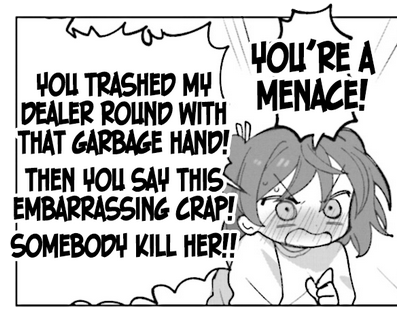 YOU'RE A
MENACE!
YOU TRASHED MY
DEALER ROUND WITH
THAT GARBAGE HAND!
THEN YOU SAY THIS
EMBARRASSING CRAP!
SOMEBODY KILL HER!!